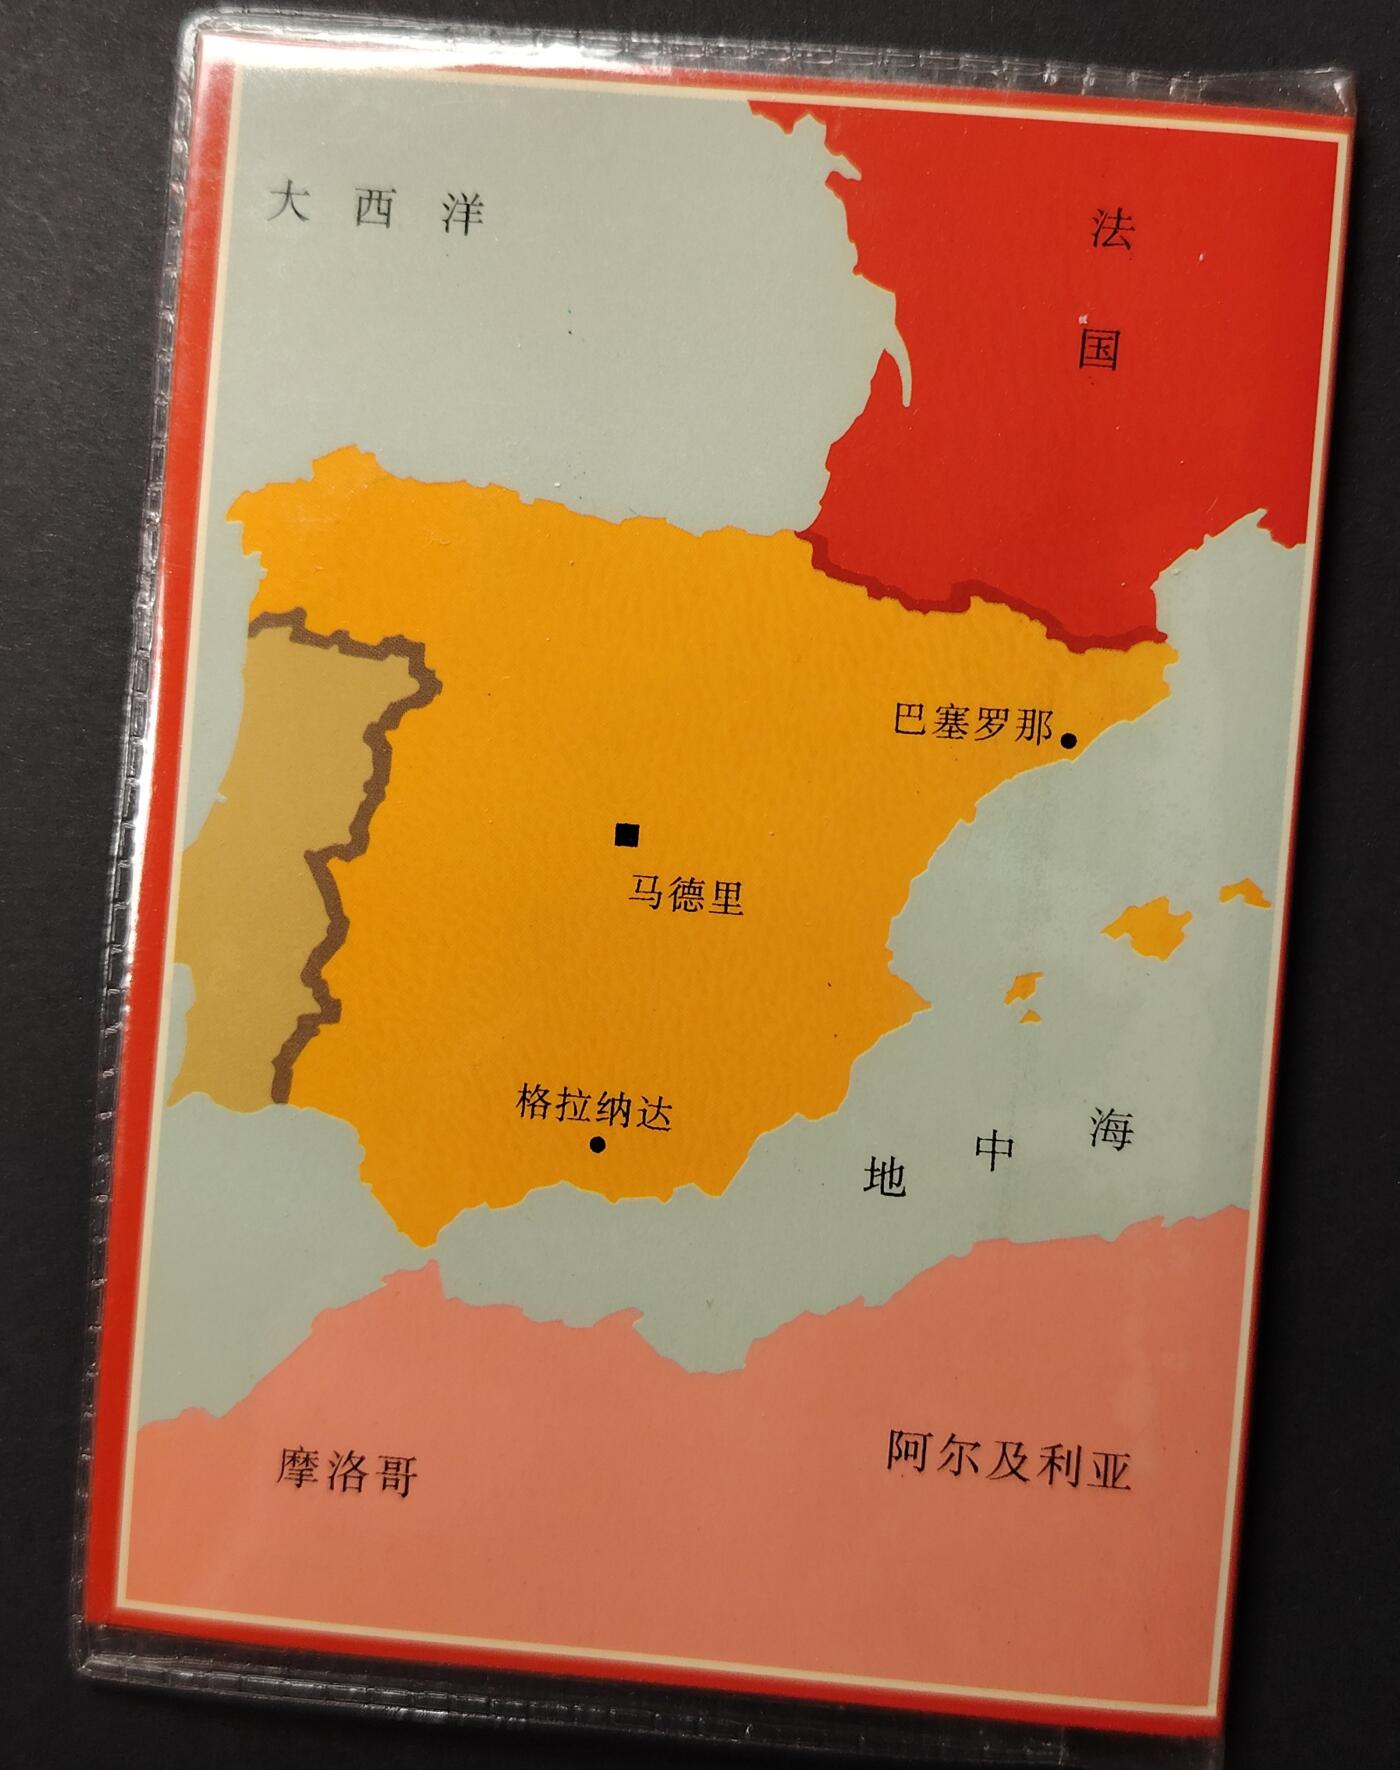 大西洋
法国
巴塞罗那
马德里
格拉纳达
地中海
摩洛哥
阿尔及利亚